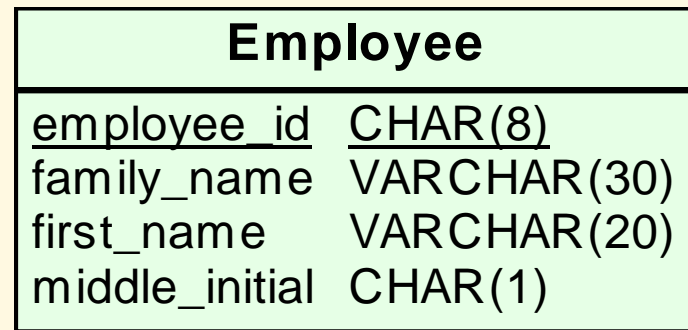 Employee
employee_id CHAR(8)
family_name VARCHAR(30)
first_name VARCHAR(20)
middle_initial CHAR(1)